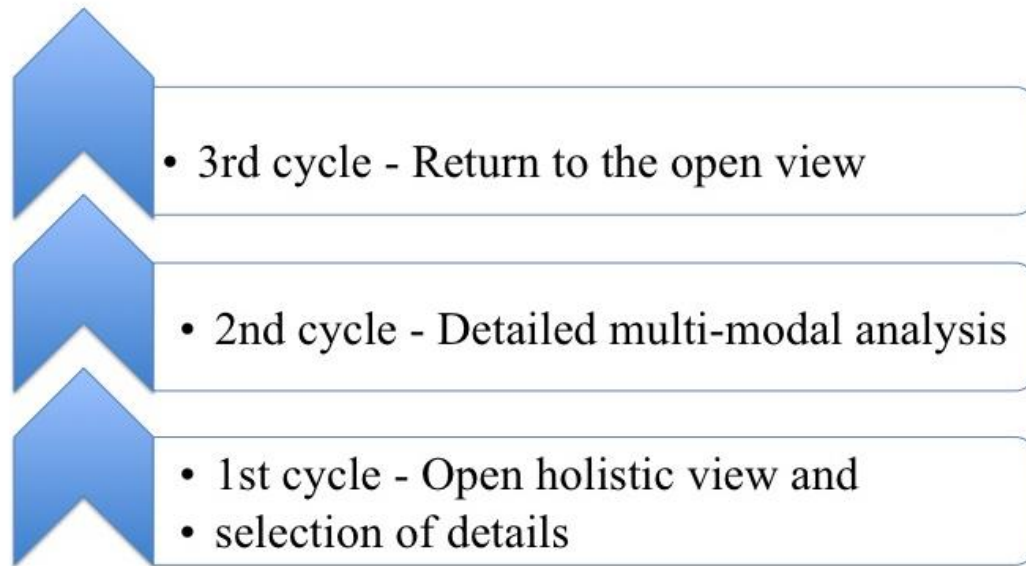 • 3rd cycle - Return to the open view
• 2nd cycle - Detailed multi-modal analysis
• 1st cycle - Open holistic view and
• selection of details